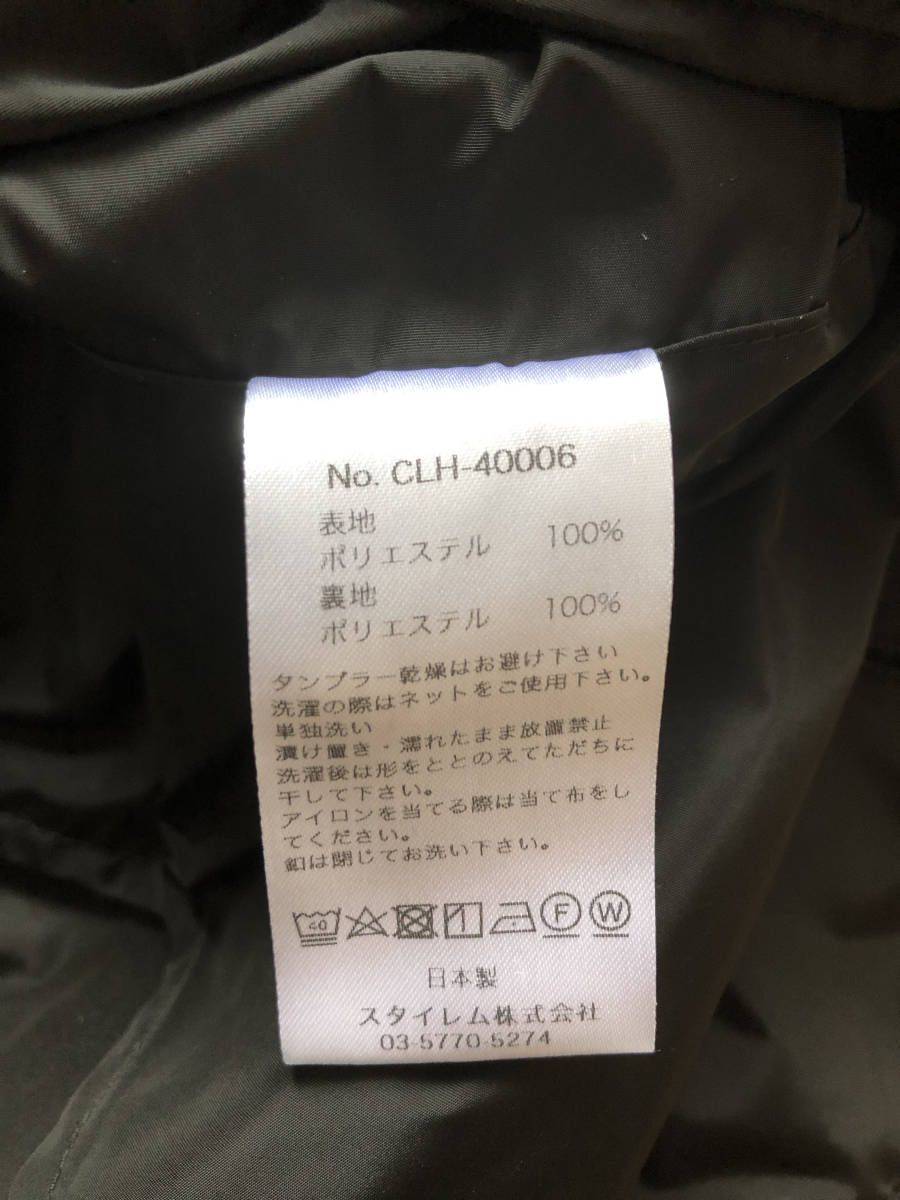 No. CLH-40006
表地
ポリエステル 100%
裏地
ポリエステル 100%
タンブラー乾燥はお避け下さい
洗濯の際はネットをご使用下さい。
単独洗い
漬け置き・濡れたまま放置禁止
洗濯後は形をととのえてただちに
干して下さい。
アイロンを当てる際は当て布をし
てください。
釦は閉じてお洗い下さい。
40 F W
日本製
スタイレム株式会社
03-5770-5274